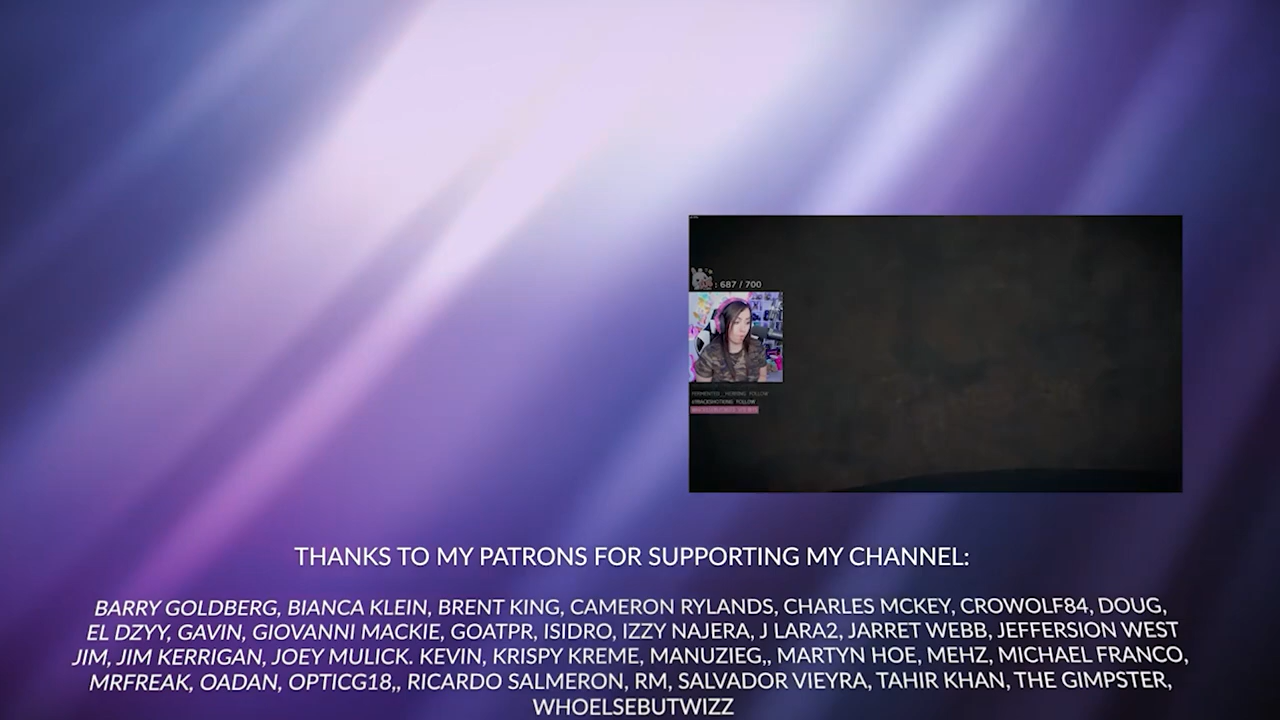 : 687 / 700
THANKS TO MY PATRONS FOR SUPPORTING MY CHANNEL:
BARRY GOLDBERG, BIANCA KLEIN, BRENT KING, CAMERON RYLANDS, CHARLES MCKEY, CROWOLF84, DOUG,
EL DZYY, GAVIN, GIOVANNI MACKIE, GOATPR, ISIDRO, IZZY NAJERA, J LARA2, JARRET WEBB, JEFFERSION WEST
JIM, JIM KERRIGAN, JOEY MULICK. KEVIN, KRISPY KREME, MANUZIEG,, MARTYN HOE, MEHZ, MICHAEL FRANCO,
MRFREAK, OADAN, OPTICG18,, RICARDO SALMERON, RM, SALVADOR VIEYRA, TAHIR KHAN, THE GIMPSTER,
WHOELSEBUTWIZZ